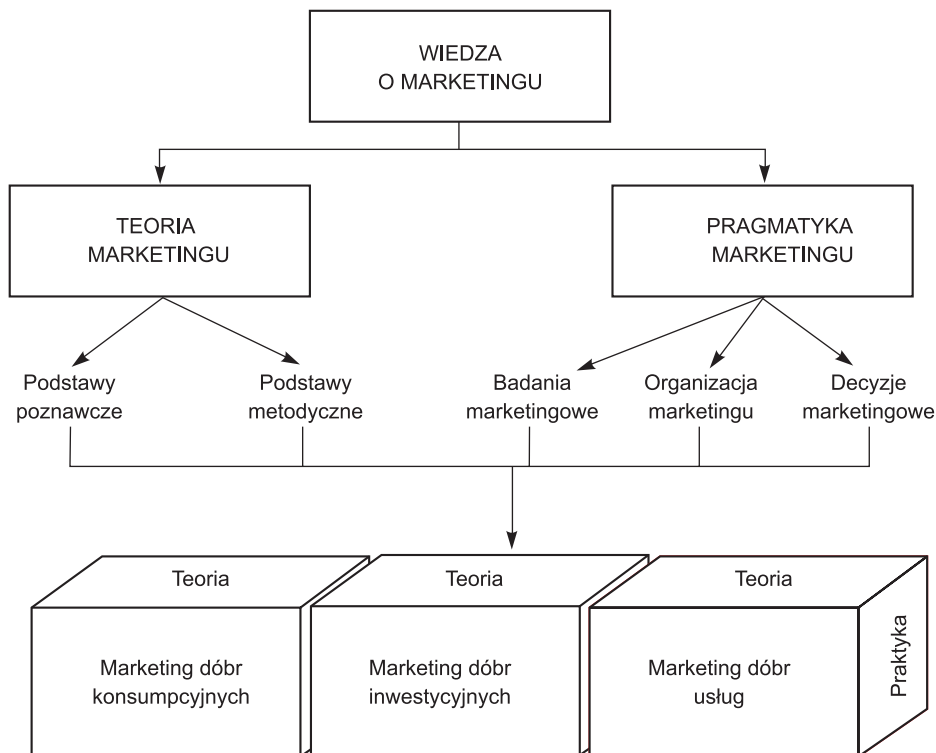 WIEDZA
O MARKETINGU
TEORIA
MARKETINGU
PRAGMATYKA
MARKETINGU
Podstawy
poznawcze
Podstawy
metodyczne
Badania
marketingowe
Organizacja
marketingu
Decyzje
marketingowe
Teoria
Teoria
Teoria
Marketing dóbr
konsumpcyjnych
Marketing dóbr
inwestycyjnych
Marketing dóbr
usług
Praktyka